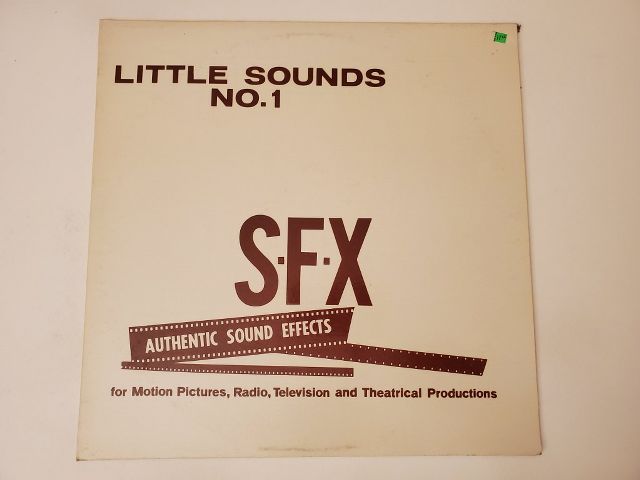 LITTLE SOUNDS
NO.1
S·F·X
AUTHENTIC SOUND EFFECTS
for Motion Pictures, Radio, Television and Theatrical Productions